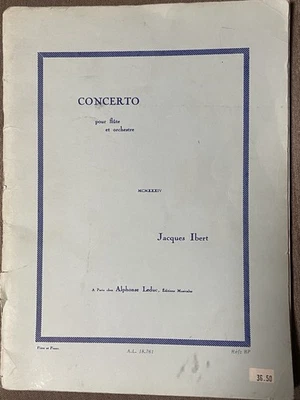 CONCERTO
pour flûte
et orchestre
MCMXXXIV
Jacques Ibert
A Paris chez Alphonse Leduc, Editions Musicales
Flûte et Piano.
A.L. 18.761
36.50